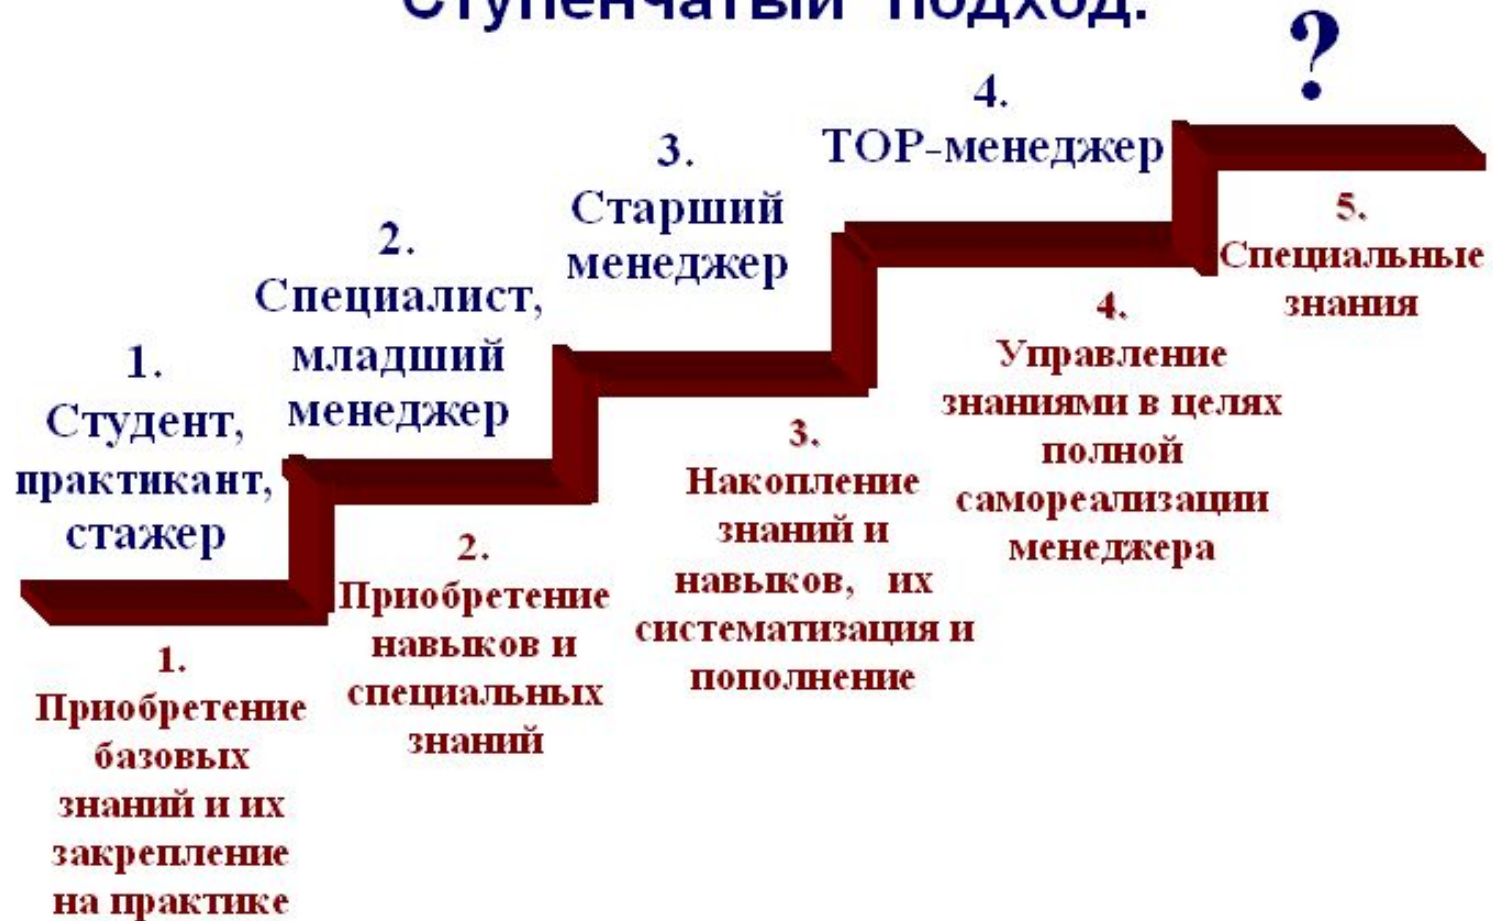 Ступенчатый подход.
?
4.
ТОР-менеджер
3.
Старший
менеджер
2.
Специалист,
младший
менеджер
1.
Студент,
практикант,
стажер
5.
Специальные
знания
4.
Управление
знаниями в целях
полной
самореализации
менеджера
3.
Накопление
знаний и
навыков, их
систематизация и
пополнение
2.
Приобретение
навыков и
специальных
знаний
1.
Приобретение
базовых
знаний и их
закрепление
на практике